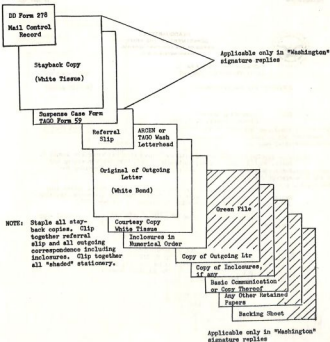 DD Form 278
Mail Control
Record
Applicable only in "Washington"
signature replies
Stayback Copy
(White Tissue)
Suspense Case Form
TAGO Form 59
Referral
Slip
ARCEN or
TAGO Wash
Letterhead
Original of Outgoing
Letter
(White Bond)
Green File
NOTE: Staple all stay-
back copies. Clip
together referral
slip and all outgoing
correspondence including
inclosures. Clip together
all "shaded" stationery.
Courtesy Copy
White Tissue
Inclosures in
Numerical Order
Copy of Outgoing Ltr
Copy of Inclosures,
if any
Basic Communication
or Copy Thereof
Any Other Retained
Papers
Backing Sheet
Applicable only in "Washington"
signature replies